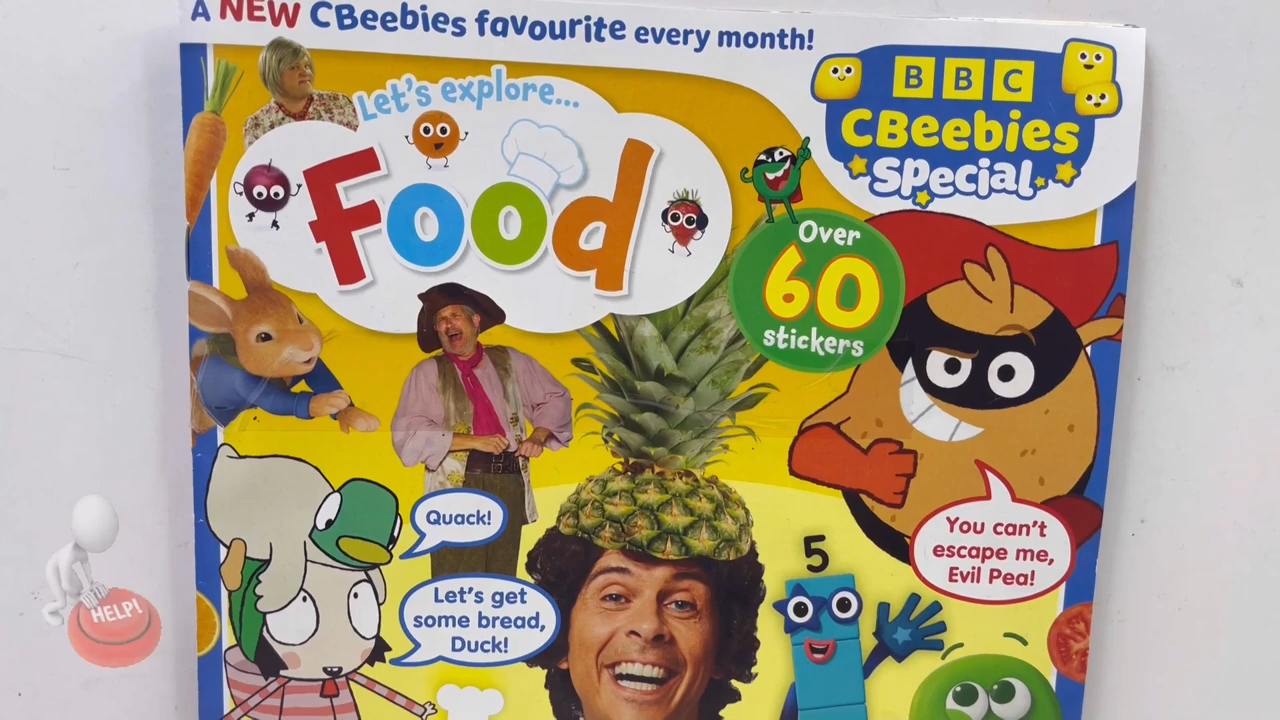 A NEW CBeebies favourite every month!
Let's explore...
Food
BBC
CBeebies
Special
Over
60
stickers
Quack!
Let's get
some bread,
Duck!
5
You can't
escape me,
Evil Pea!
HELP!